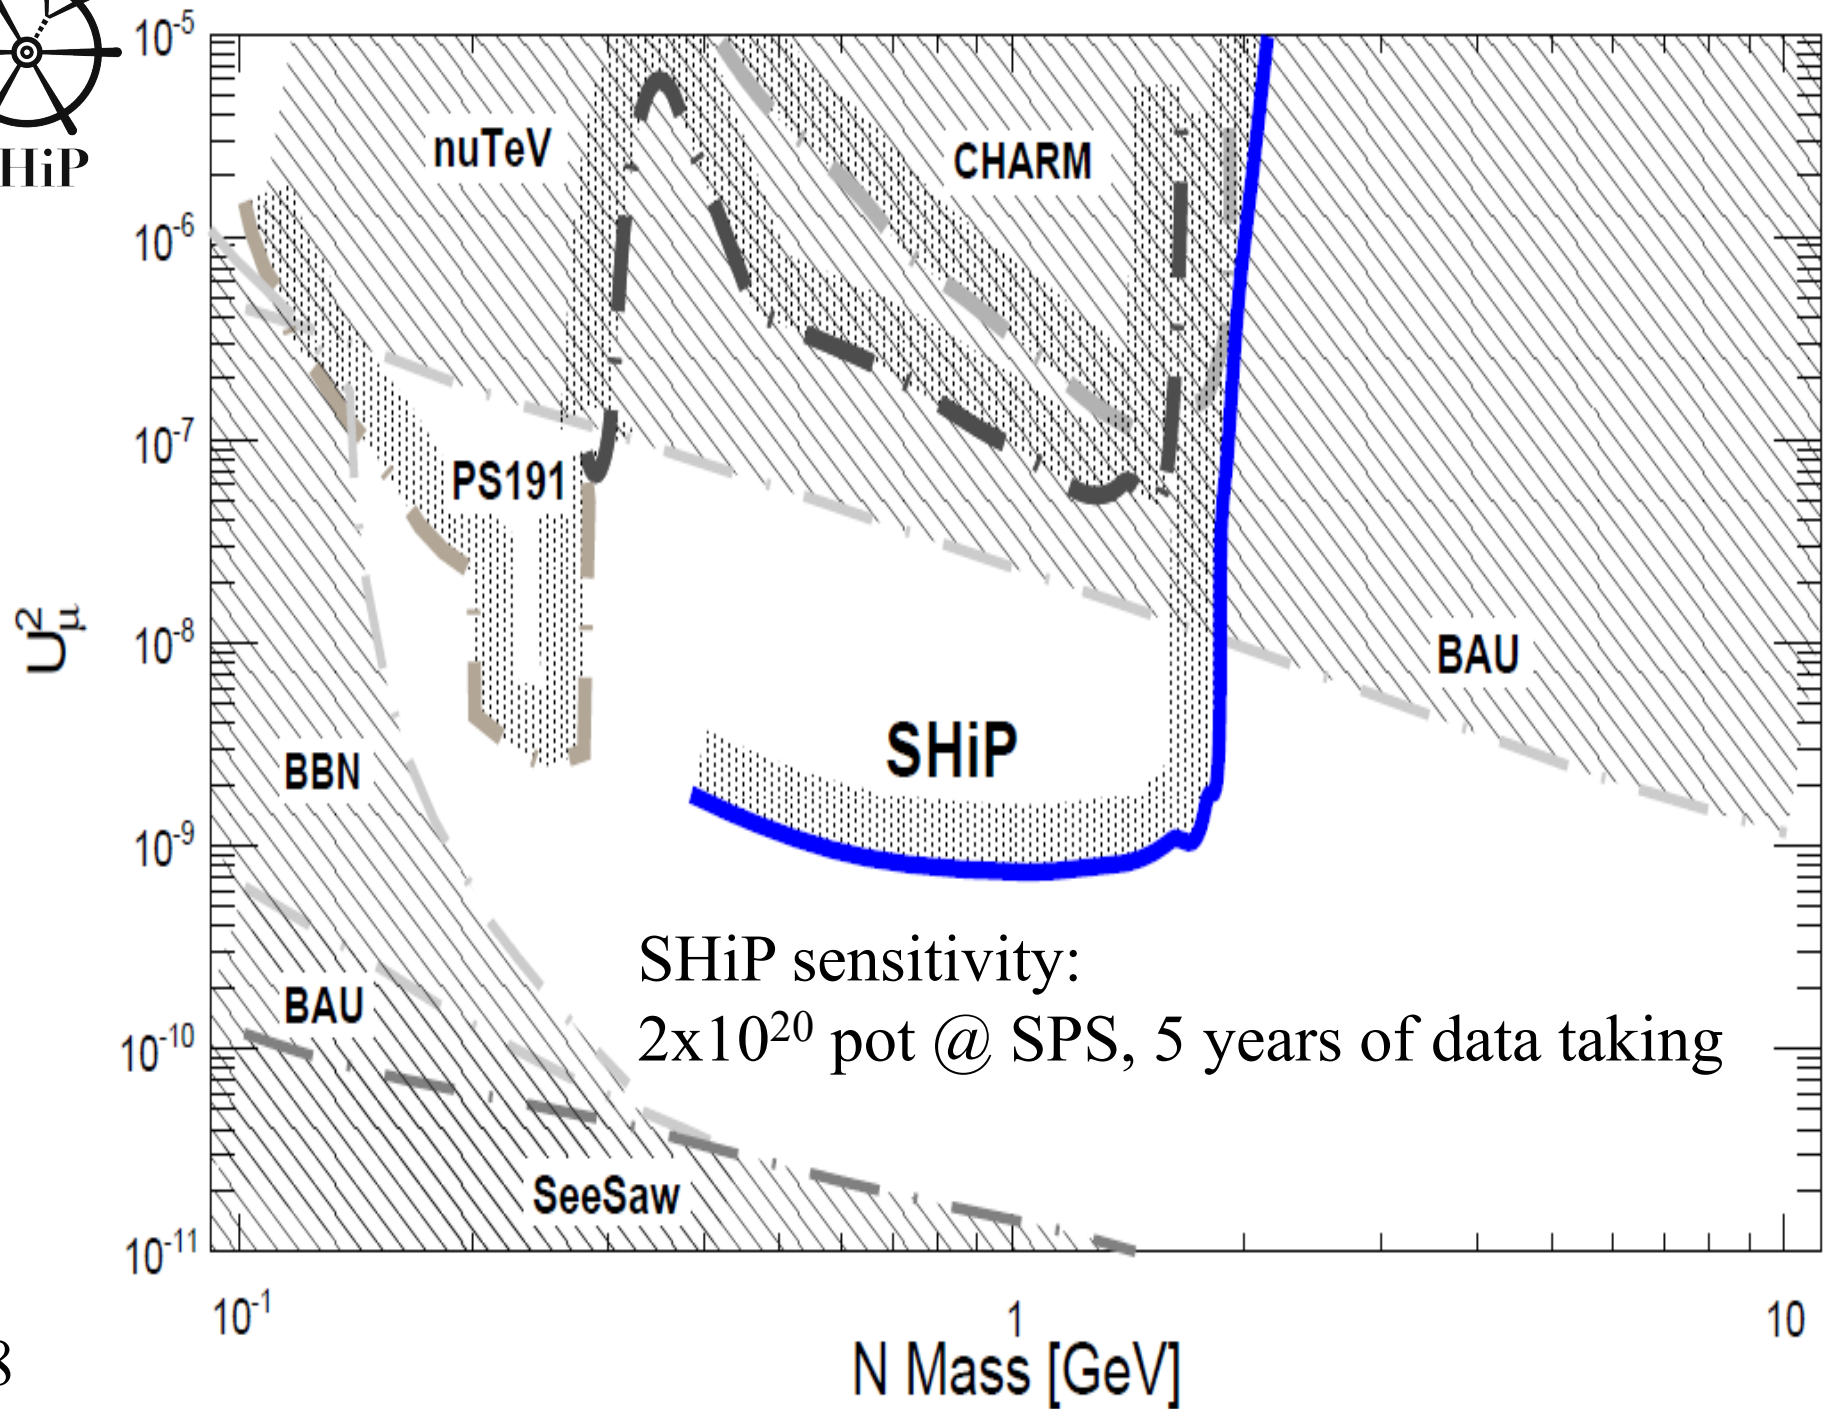 HiP
10-5
10-6
10-7
10-8
10-9
10-10
10-11
U2μ
nuTeV
CHARM
PS191
BAU
SHiP
BBN
SHiP sensitivity:
BAU
2x1020 pot @ SPS, 5 years of data taking
SeeSaw
10-1
1
10
N Mass [GeV]
8